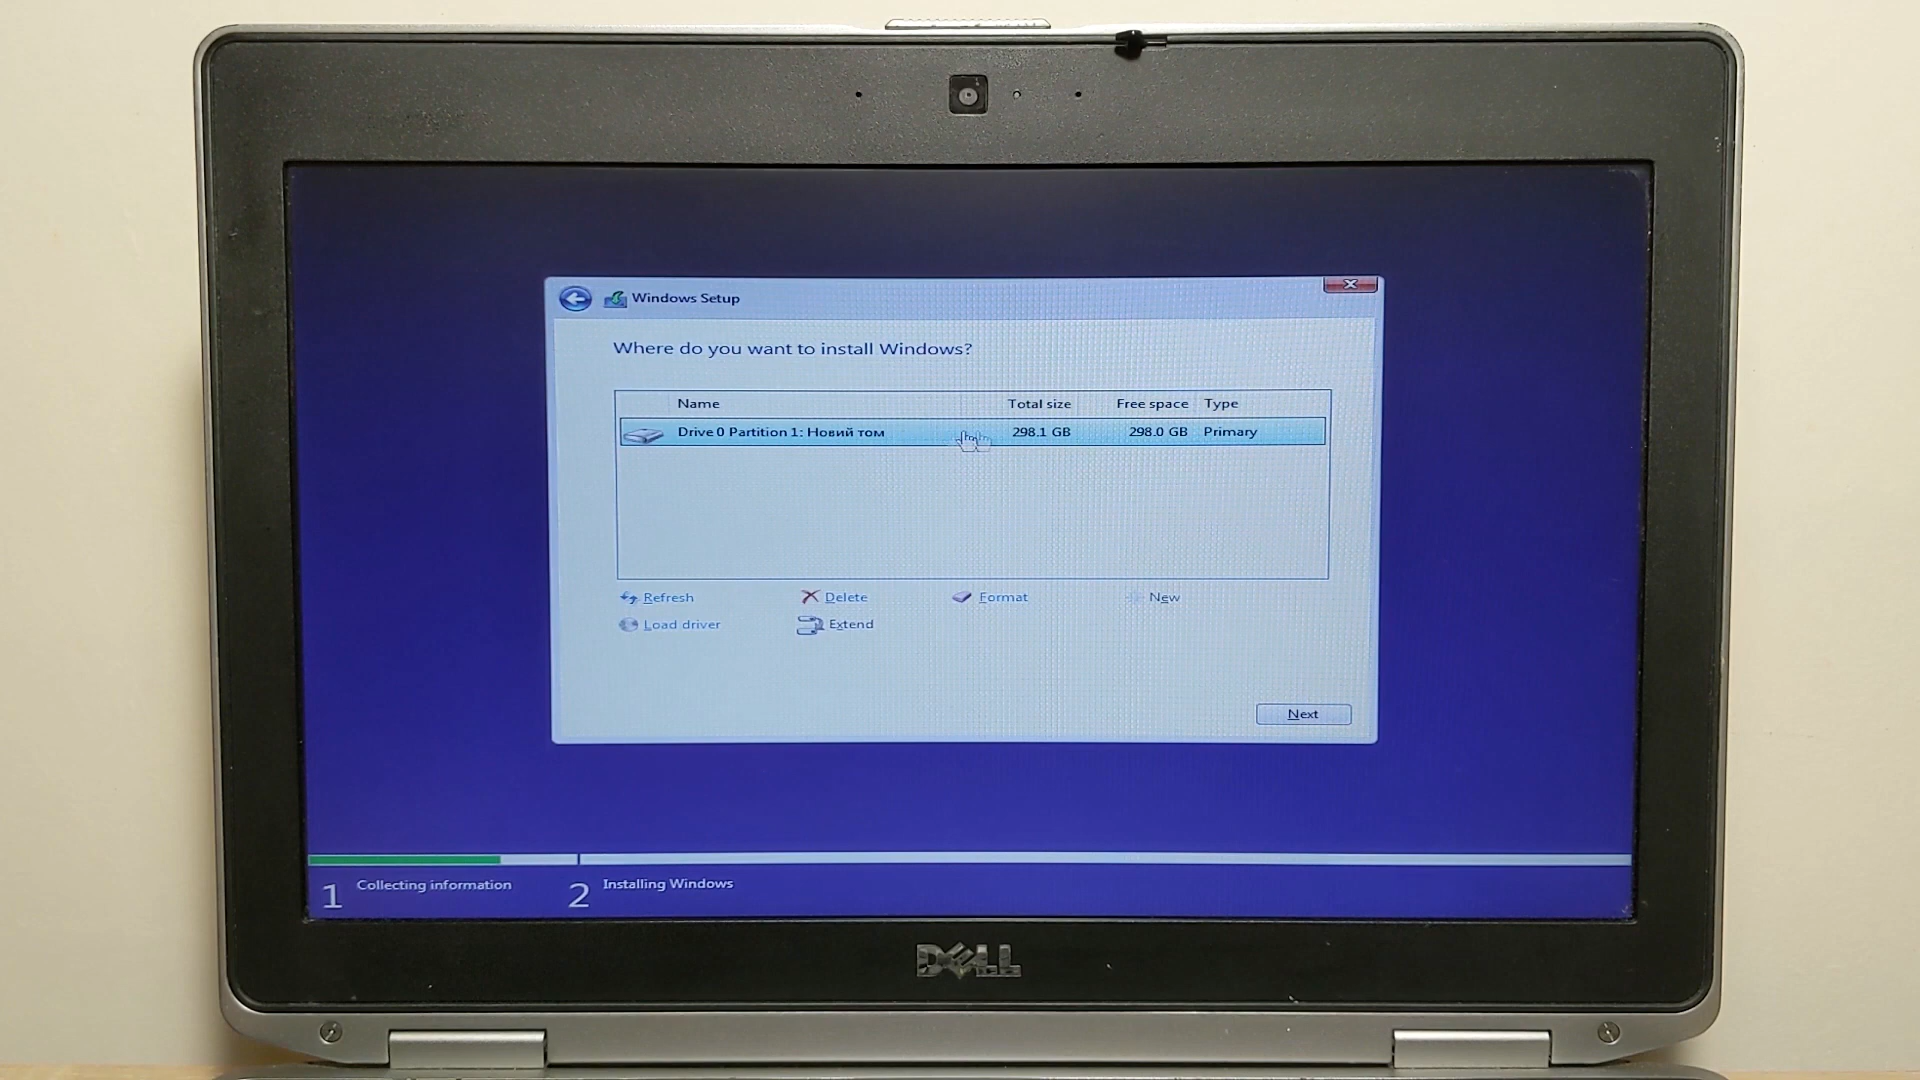 Windows Setup
Where do you want to install Windows?
Name Total size Free space Type
Drive 0 Partition 1: Новий том 298.1 GB 298.0 GB Primary
Refresh Delete Format New
Load driver Extend
Next
1 Collecting information 2 Installing Windows
DELL